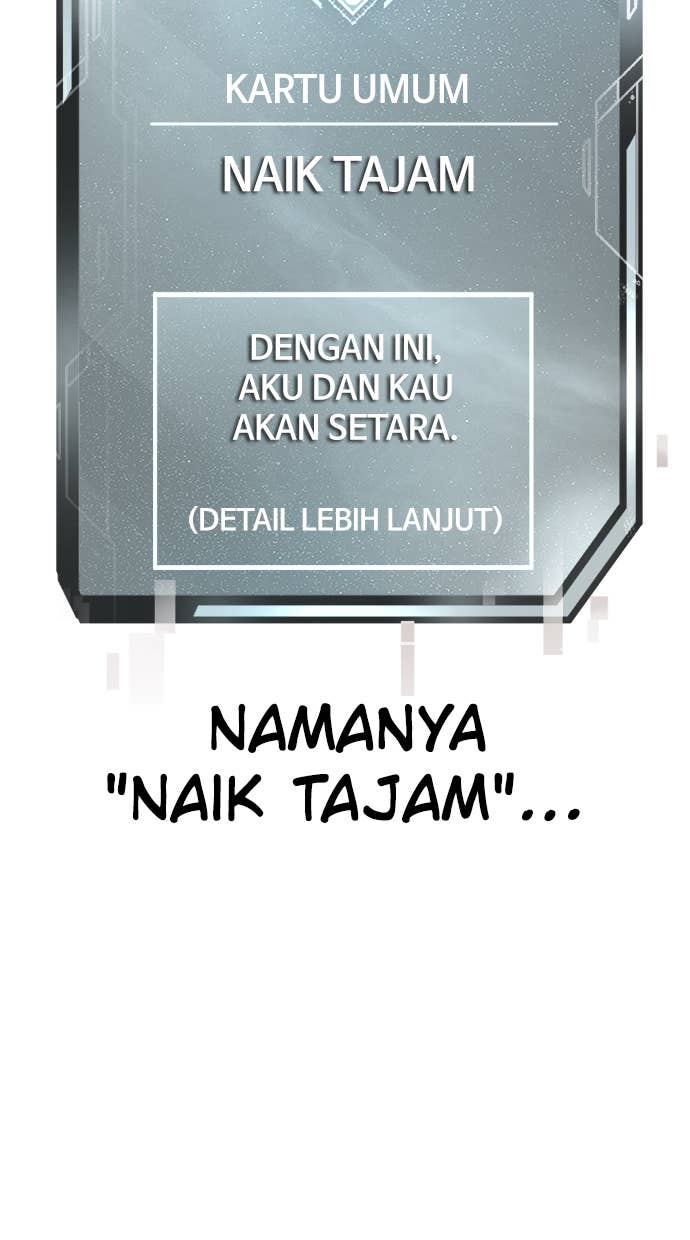 KARTU UMUM
NAIK TAJAM
DENGAN INI,
AKU DAN KAU
AKAN SETARA.
(DETAIL LEBIH LANJUT)
NAMANYA
"NAIK TAJAM"...